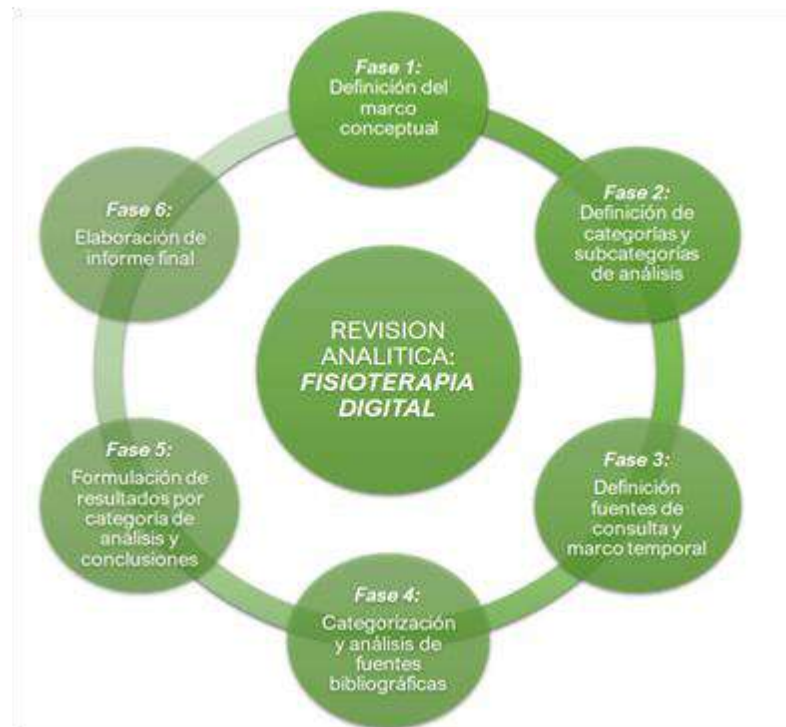 Fase 1:
Definición del
marco
conceptual
Fase 2:
Definición de
categorías y
subcategorías
de análisis
Fase 3:
Definición
fuentes de
consulta y
marco temporal
Fase 4:
Categorización
y análisis de
fuentes
bibliográficas
Fase 5:
Formulación de
resultados por
categoría de
análisis y
conclusiones
Fase 6:
Elaboración de
informe final
REVISION
ANALITICA:
FISIOTERAPIA
DIGITAL